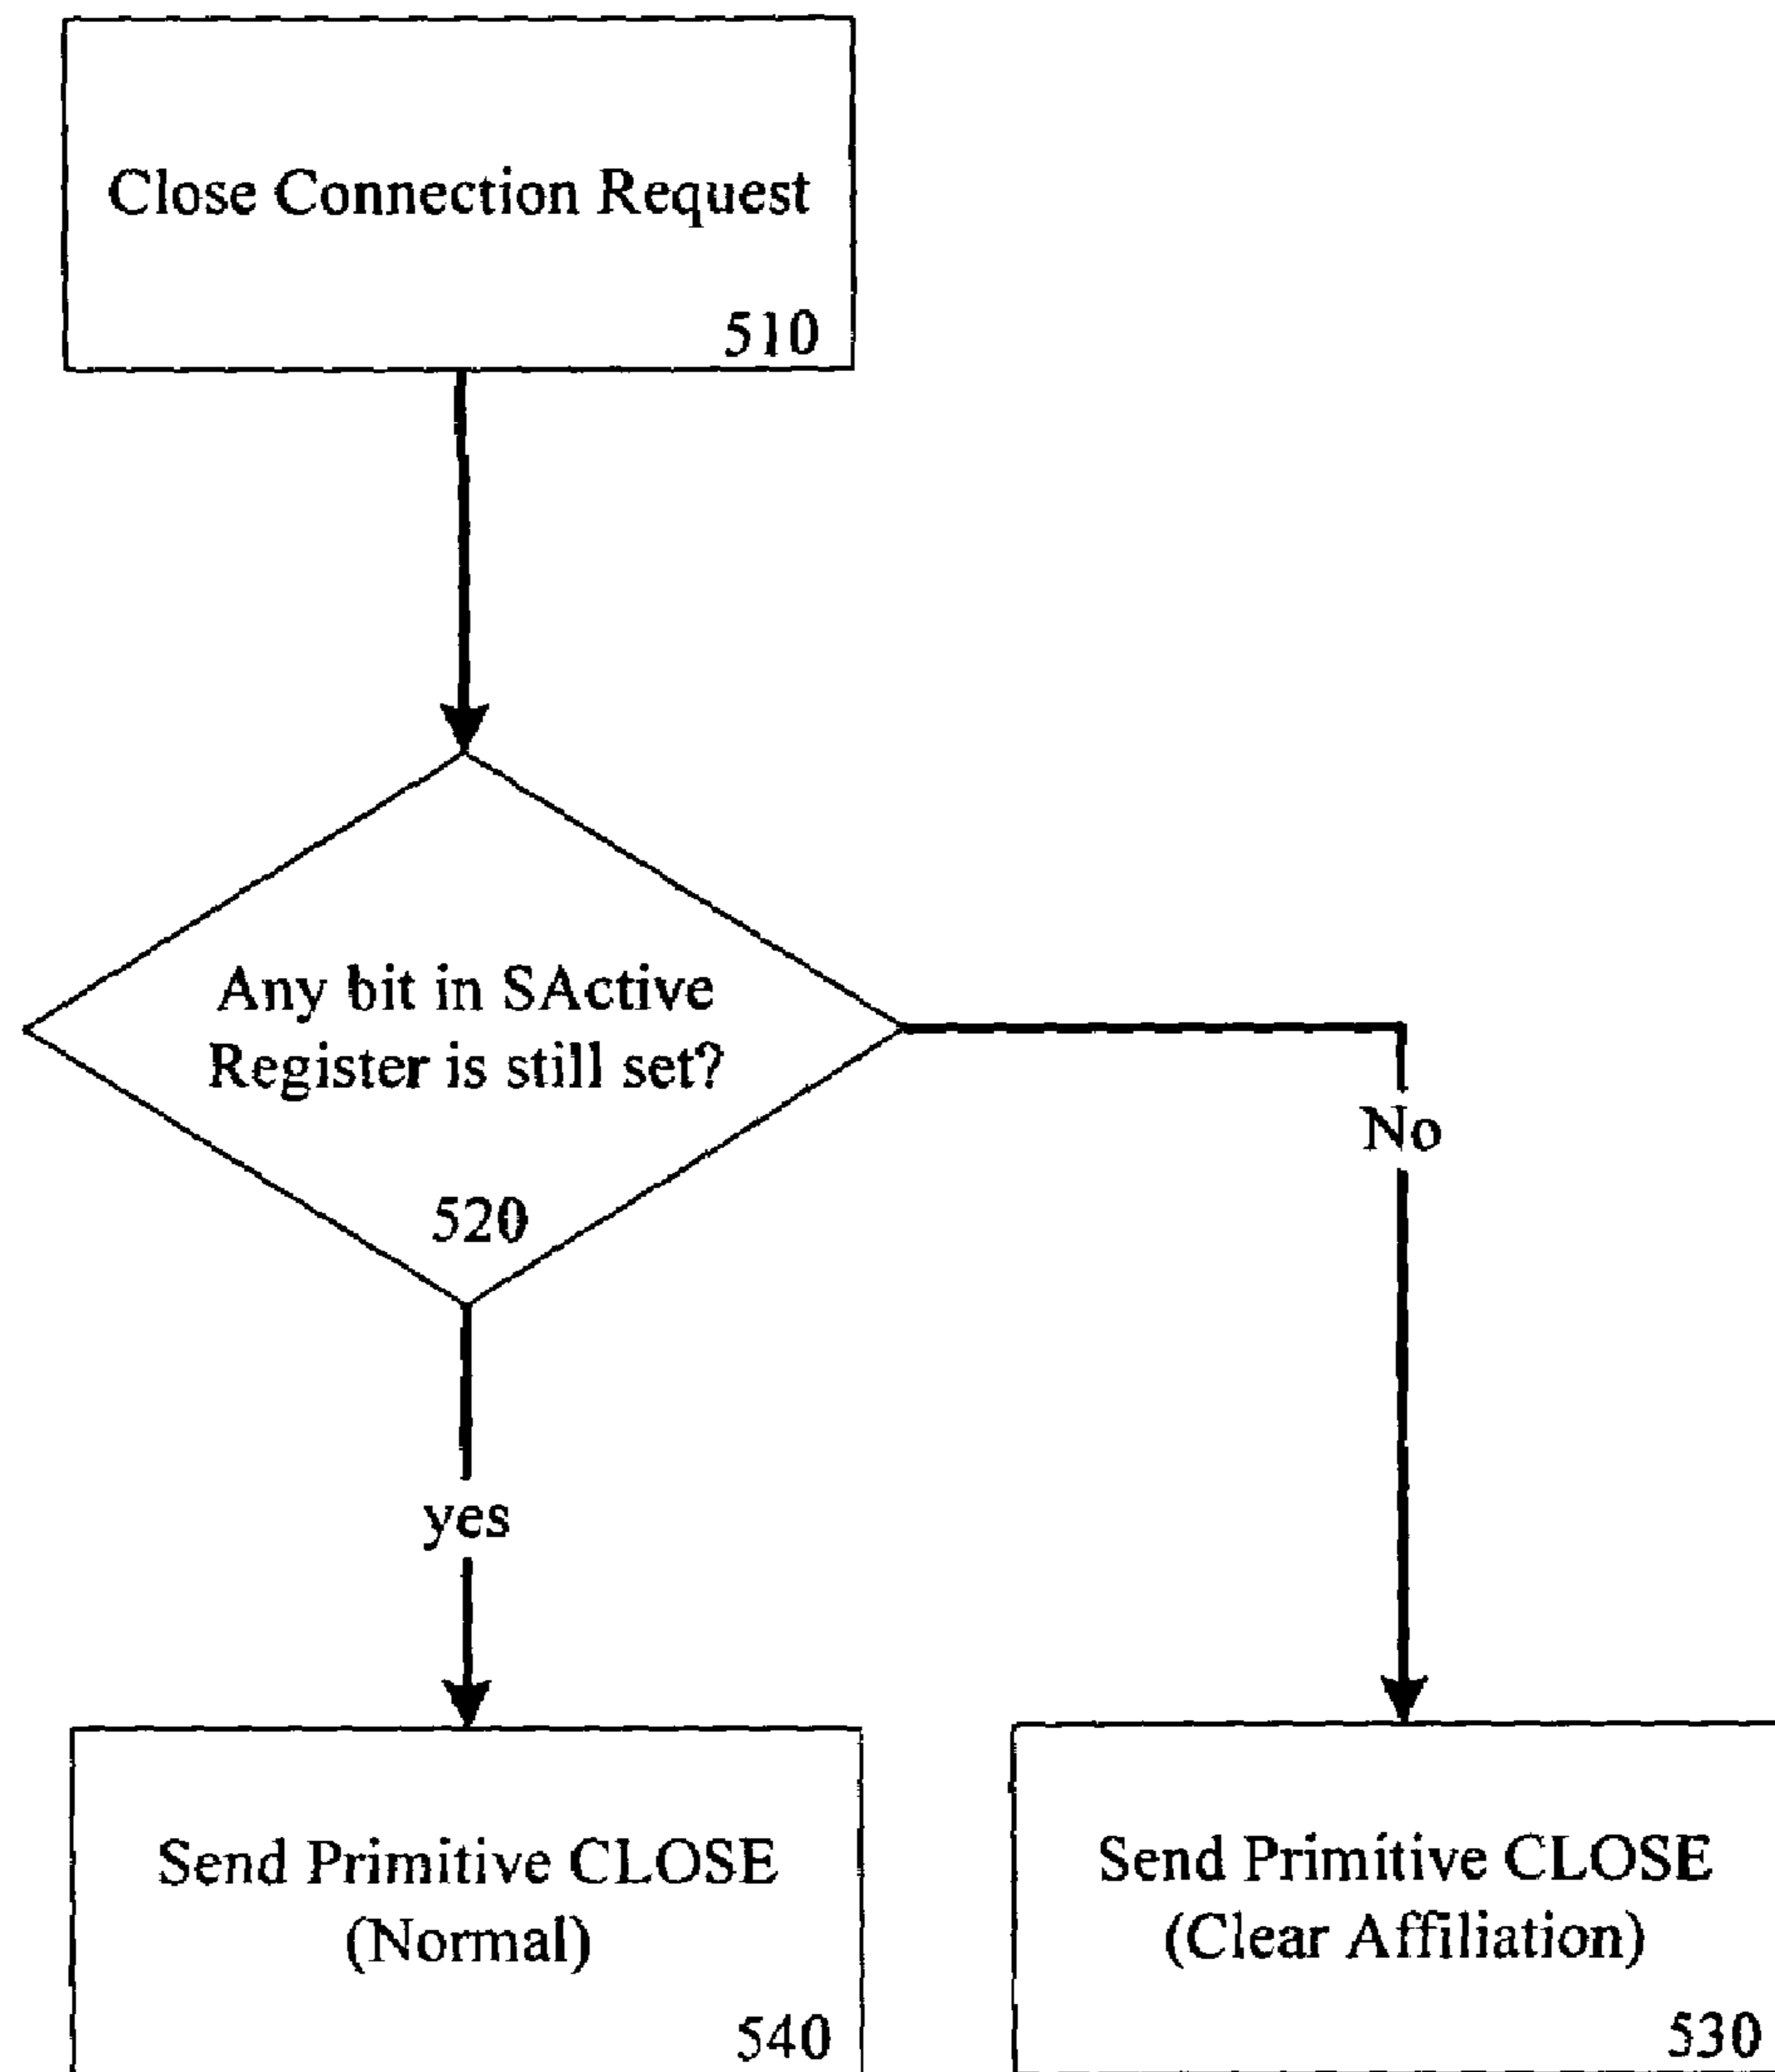 Close Connection Request
510
Any bit in SActive
Register is still set?
520
No
yes
Send Primitive CLOSE
(Normal)
540
Send Primitive CLOSE
(Clear Affiliation)
530